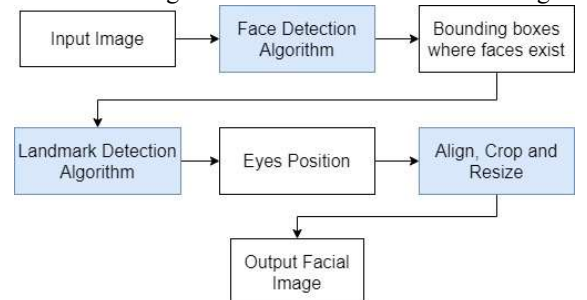 Input Image
Face Detection
Algorithm
Bounding boxes
where faces exist
Landmark Detection
Algorithm
Eyes Position
Align, Crop and
Resize
Output Facial
Image